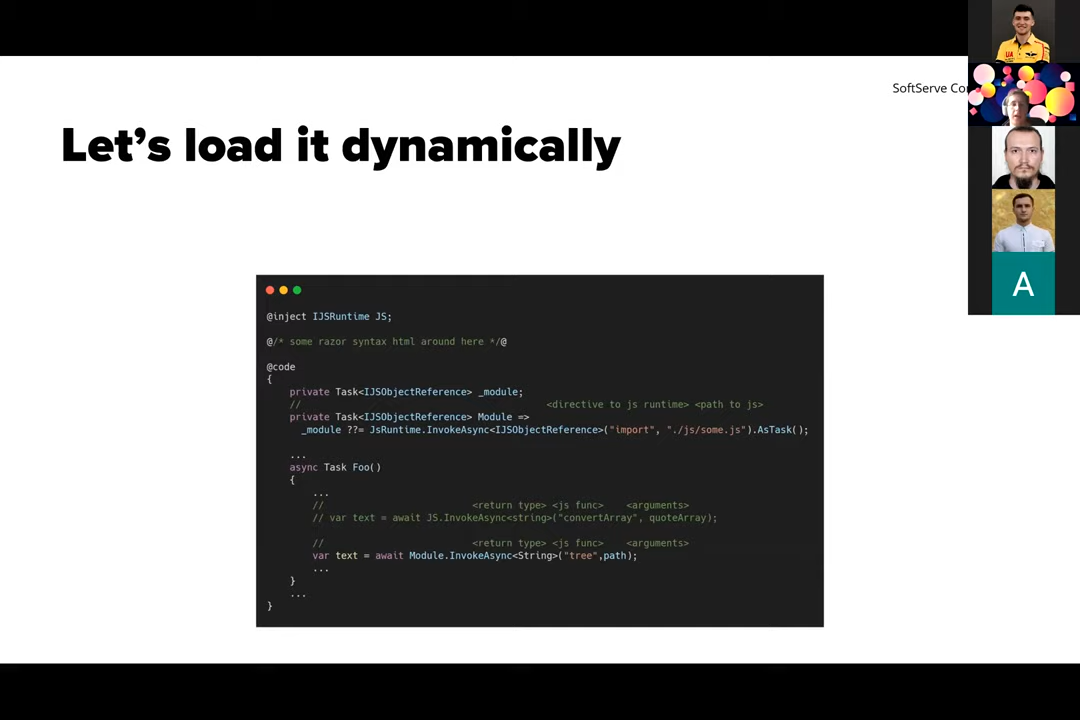 SoftServe Con
Let's load it dynamically
@inject IJSRuntime JS;
@/* some razor syntax html around here */@
@code
{
private Task<IJSObjectReference> _module;
// <directive to js runtime> <path to js>
private Task<IJSObjectReference> Module =>
_module ??= JsRuntime.InvokeAsync<IJSObjectReference>("import", "./js/some.js").AsTask();
...
async Task Foo()
{
...
// <return type> <js func> <arguments>
// var text = await JS.InvokeAsync<string>("convertArray", quoteArray);
// <return type> <js func> <arguments>
var text = await Module.InvokeAsync<String>("tree",path);
...
}
...
}
UA
A